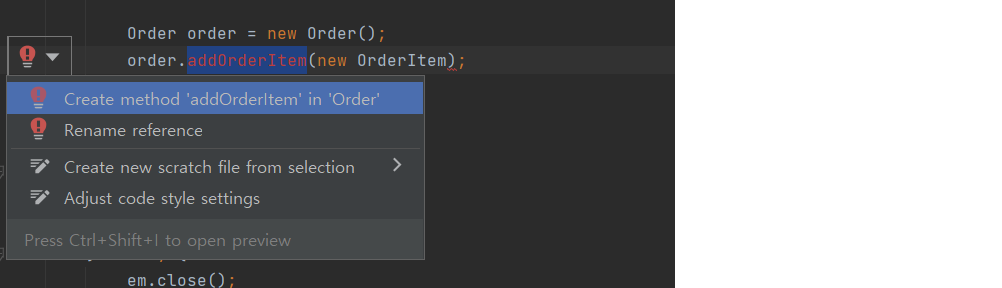 Order order = new Order();
order.addOrderItem(new OrderItem);
Create method 'addOrderItem' in 'Order'
Rename reference
Create new scratch file from selection
Adjust code style settings
Press Ctrl+Shift+I to open preview
em.close();